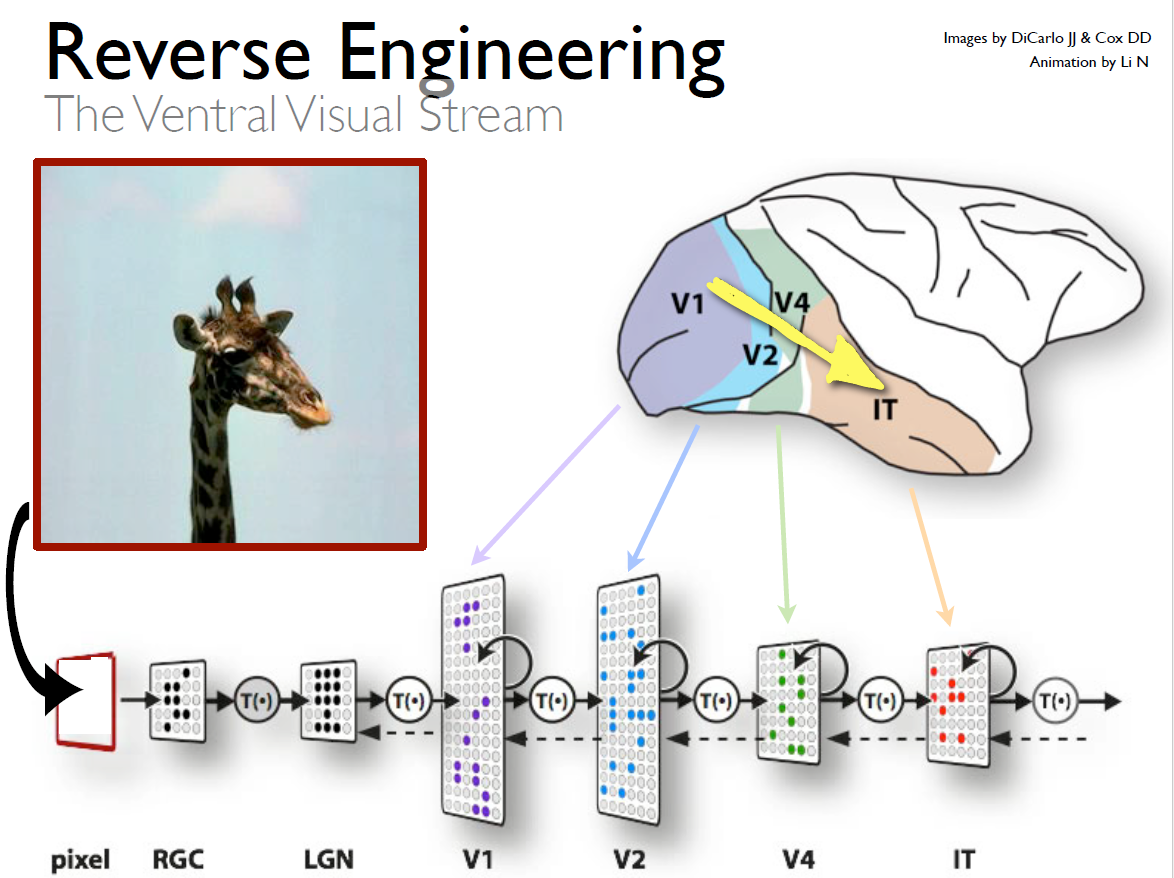 Reverse Engineering
The Ventral Visual Stream
Images by DiCarlo JJ & Cox DD
Animation by Li N
V1
V4
V2
IT
T(•)
T(•)
T(•)
T(•)
T(•)
T(•)
pixel
RGC
LGN
V1
V2
V4
IT